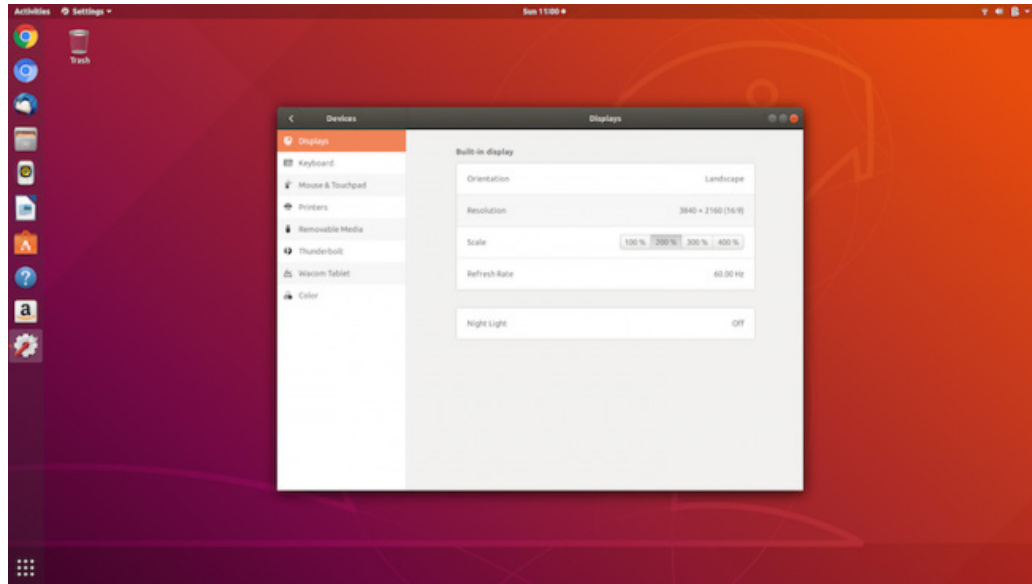 Activities Settings Sun 11:00
Trash
Devices Displays
Displays
Keyboard
Mouse & Touchpad
Printers
Removable Media
Thunderbolt
Wacom Tablet
Color
Built-in display
Orientation Landscape
Resolution 3840 × 2160 (16:9)
Scale 100 % 200 % 300 % 400 %
Refresh Rate 60.00 Hz
Night Light Off
a